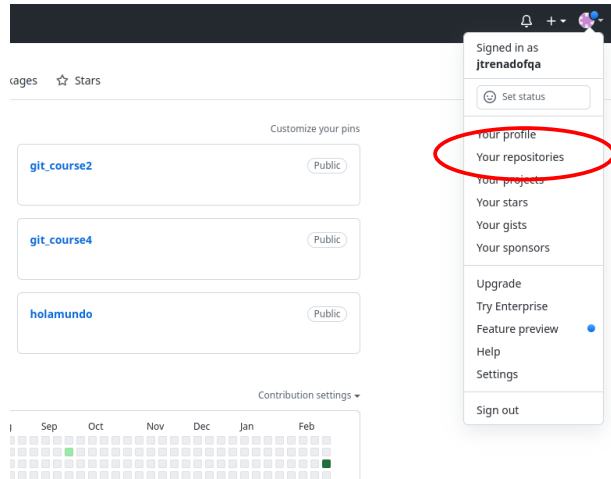 Signed in as
jtrenadofqa
Set status
Your profile
Your repositories
Your projects
Your stars
Your gists
Your sponsors
Upgrade
Try Enterprise
Feature preview
Help
Settings
Sign out
Stars
Customize your pins
git_course2 Public
git_course4 Public
holamundo Public
Contribution settings
Sep Oct Nov Dec Jan Feb